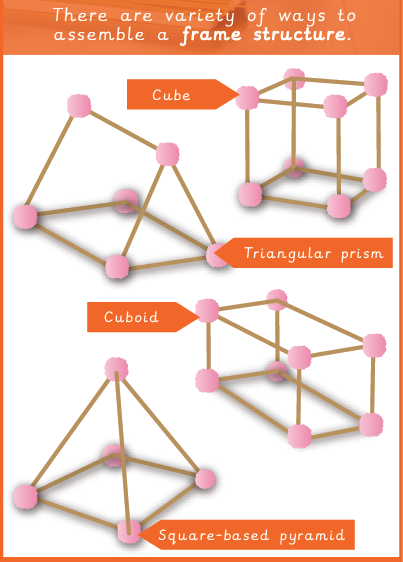 There are variety of ways to
assemble a frame structure.
Cube
Triangular prism
Cuboid
Square-based pyramid